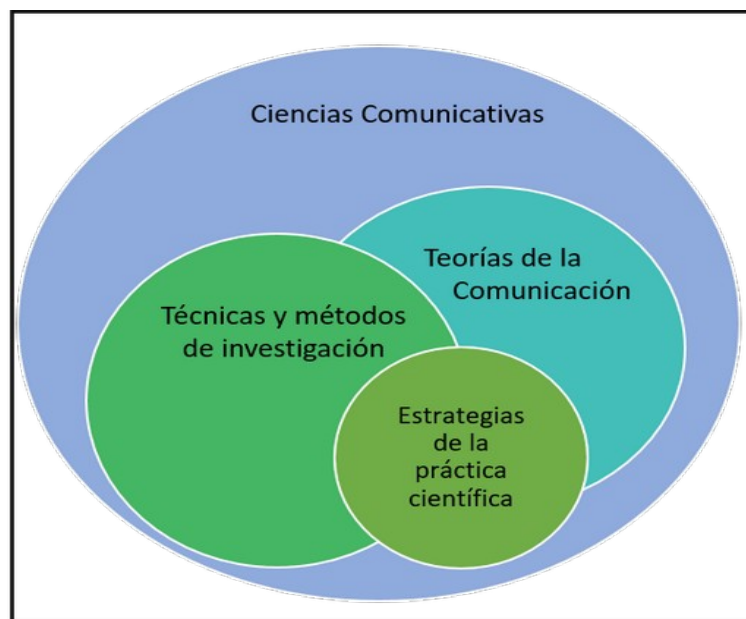 Ciencias Comunicativas
Teorías de la
Comunicación
Técnicas y métodos
de investigación
Estrategias
de la
práctica
científica